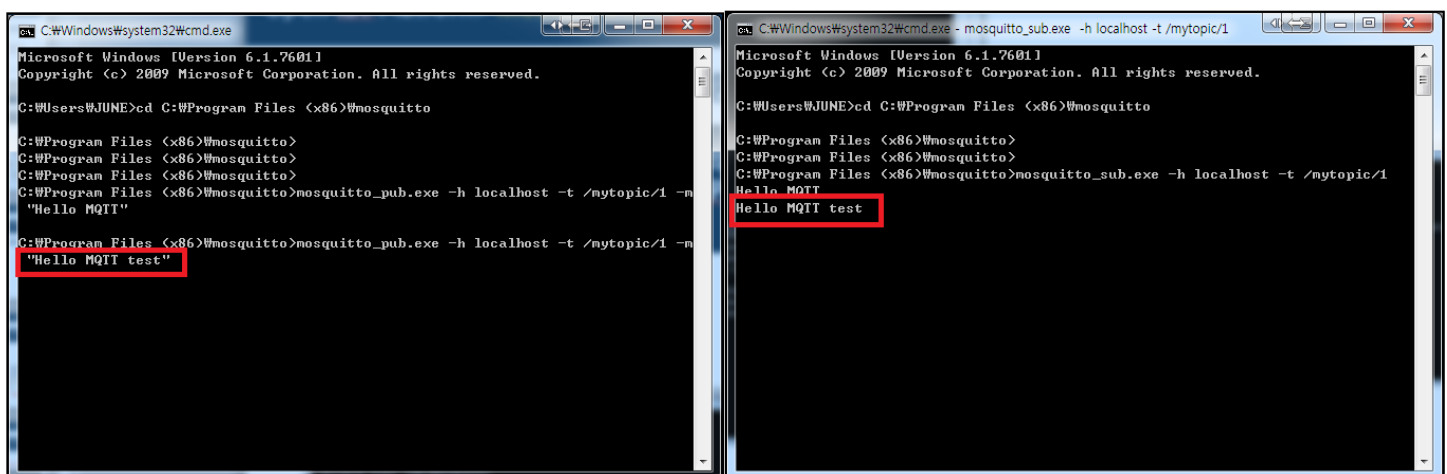 C:₩Windows₩system32₩cmd.exe
Microsoft Windows [Version 6.1.7601]
Copyright (c) 2009 Microsoft Corporation. All rights reserved.
C:₩Users₩JUNE>cd C:₩Program Files (x86)₩mosquitto
C:₩Program Files (x86)₩mosquitto>
C:₩Program Files (x86)₩mosquitto>
C:₩Program Files (x86)₩mosquitto>
C:₩Program Files (x86)₩mosquitto>mosquitto_pub.exe -h localhost -t /mytopic/1 -m
"Hello MQTT"
C:₩Program Files (x86)₩mosquitto>mosquitto_pub.exe -h localhost -t /mytopic/1 -m
"Hello MQTT test"
C:₩Windows₩system32₩cmd.exe - mosquitto_sub.exe -h localhost -t /mytopic/1
Microsoft Windows [Version 6.1.7601]
Copyright (c) 2009 Microsoft Corporation. All rights reserved.
C:₩Users₩JUNE>cd C:₩Program Files (x86)₩mosquitto
C:₩Program Files (x86)₩mosquitto>
C:₩Program Files (x86)₩mosquitto>
C:₩Program Files (x86)₩mosquitto>mosquitto_sub.exe -h localhost -t /mytopic/1
Hello MQTT
Hello MQTT test